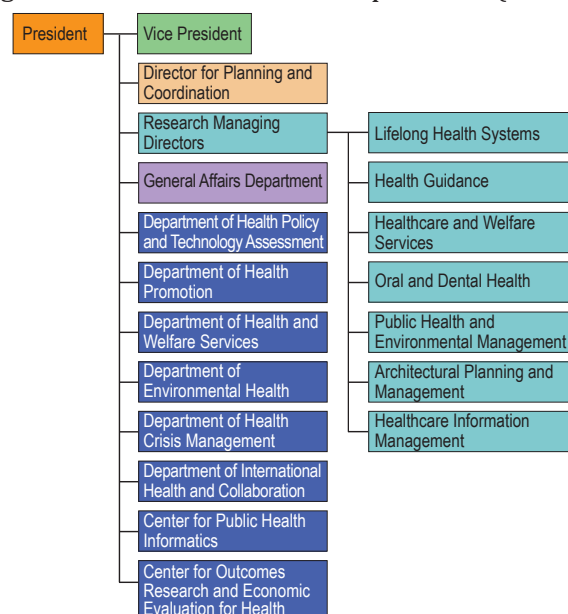 President
Vice President
Director for Planning and
Coordination
Research Managing
Directors
General Affairs Department
Department of Health Policy
and Technology Assessment
Department of Health
Promotion
Department of Health and
Welfare Services
Department of
Environmental Health
Department of Health
Crisis Management
Department of International
Health and Collaboration
Center for Public Health
Informatics
Center for Outcomes
Research and Economic
Evaluation for Health
Lifelong Health Systems
Health Guidance
Healthcare and Welfare
Services
Oral and Dental Health
Public Health and
Environmental Management
Architectural Planning and
Management
Healthcare Information
Management